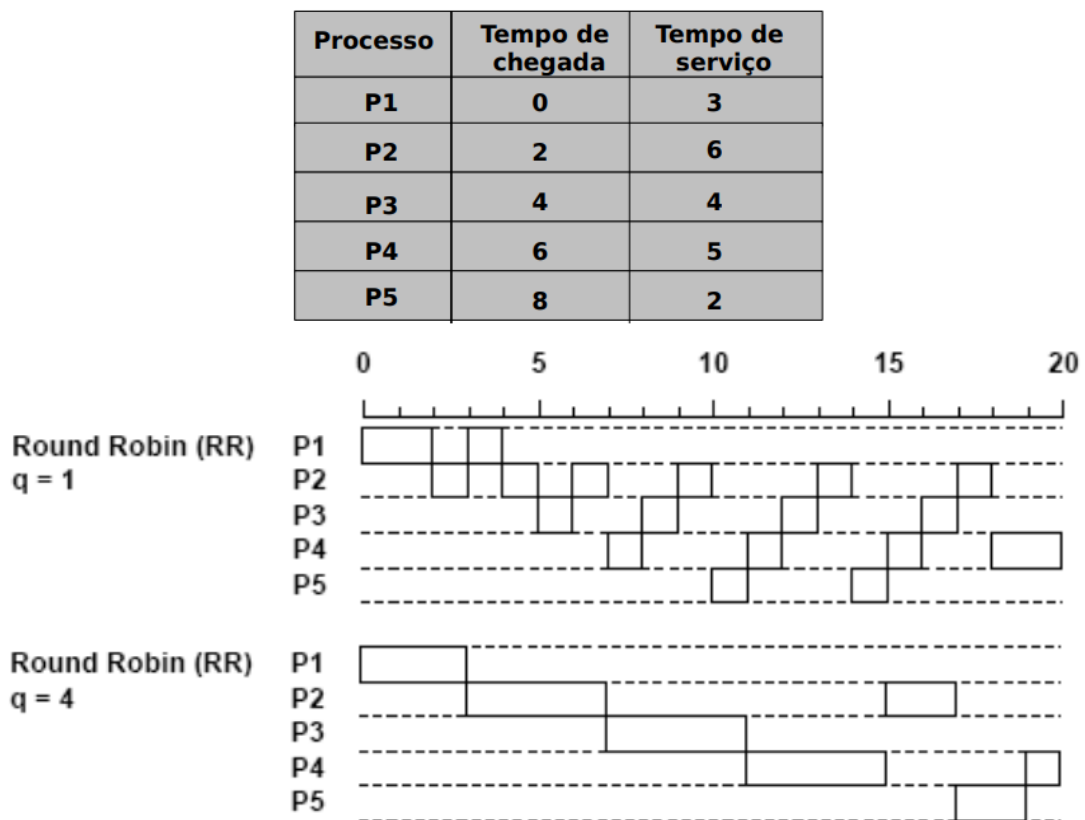 Processo Tempo de chegada Tempo de serviço
P1 0 3
P2 2 6
P3 4 4
P4 6 5
P5 8 2
0 5 10 15 20
Round Robin (RR) P1
q = 1 P2
P3
P4
P5
Round Robin (RR) P1
q = 4 P2
P3
P4
P5